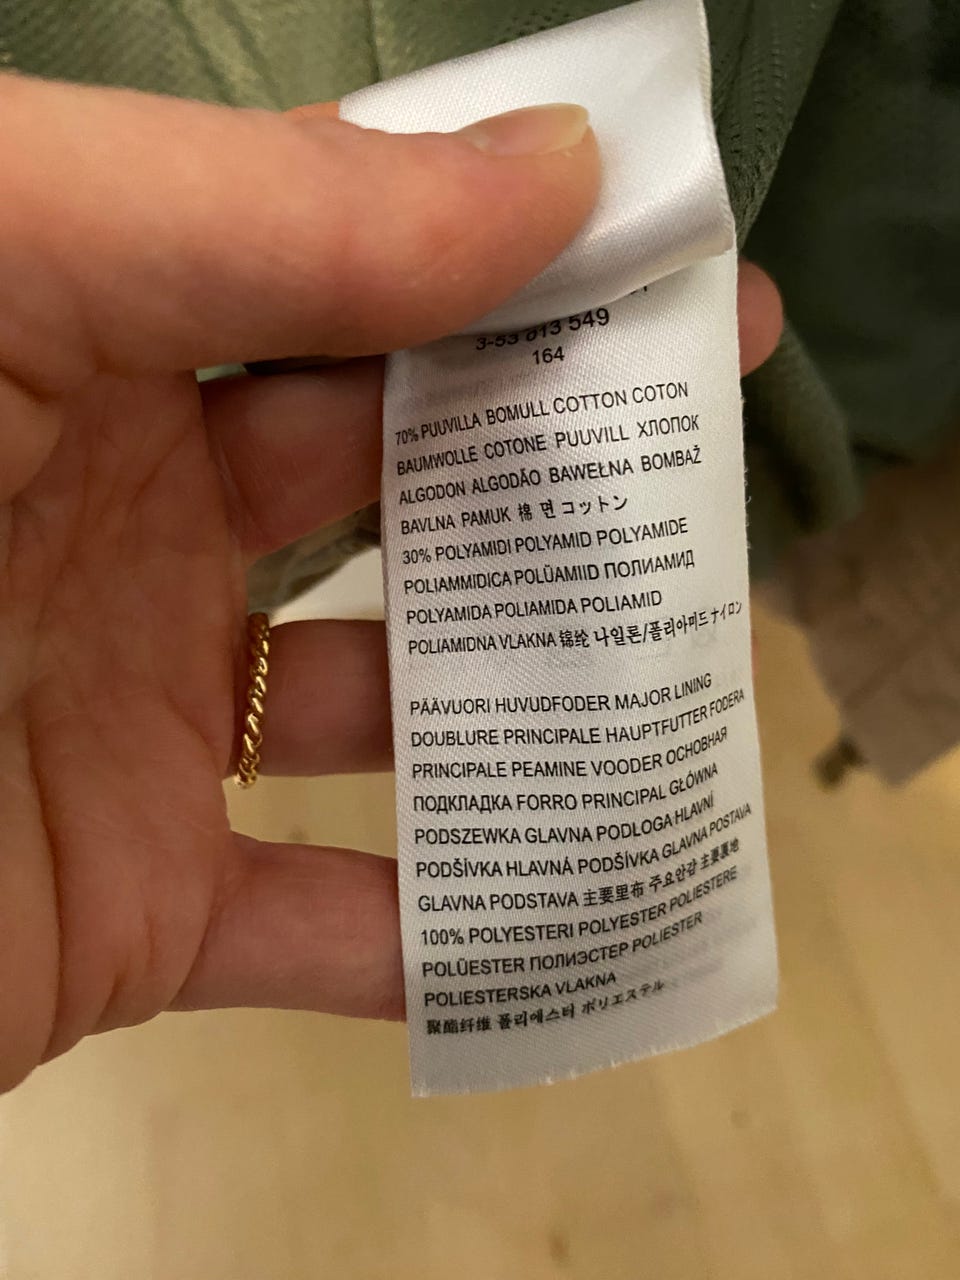 3-53 813 549
164
70% PUUVILLA BOMULL COTTON COTON
BAUMWOLLE COTONE PUUVILL ХЛОПОК
ALGODON ALGODÃO BAWEŁNA BOMBAŽ
BAVLNA PAMUK 棉 면 コットン
30% POLYAMIDI POLYAMID POLYAMIDE
POLIAMMIDICA POLÜAMIID ПОЛИАМИД
POLYAMIDA POLIAMIDA POLIAMID
POLIAMIDNA VLAKNA 锦纶 나일론/폴리아미드 ナイロン
PÄÄVUORI HUVUDFODER MAJOR LINING
DOUBLURE PRINCIPALE HAUPTFUTTER FODERA
PRINCIPALE PEAMINE VOODER ОСНОВНАЯ
ПОДКЛАДКА FORRO PRINCIPAL GŁÓWNA
PODSZEWKA GLAVNA PODLOGA HLAVNÍ
PODŠÍVKA HLAVNÁ PODŠÍVKA GLAVNA POSTAVA
GLAVNA PODSTAVA 主要里布 주요안감 主要裏地
100% POLYESTERI POLYESTER POLIESTERE
POLÜESTER ПОЛИЭСТЕР POLIESTER
POLIESTERSKA VLAKNA
聚酯纤维 폴리에스터 ポリエステル